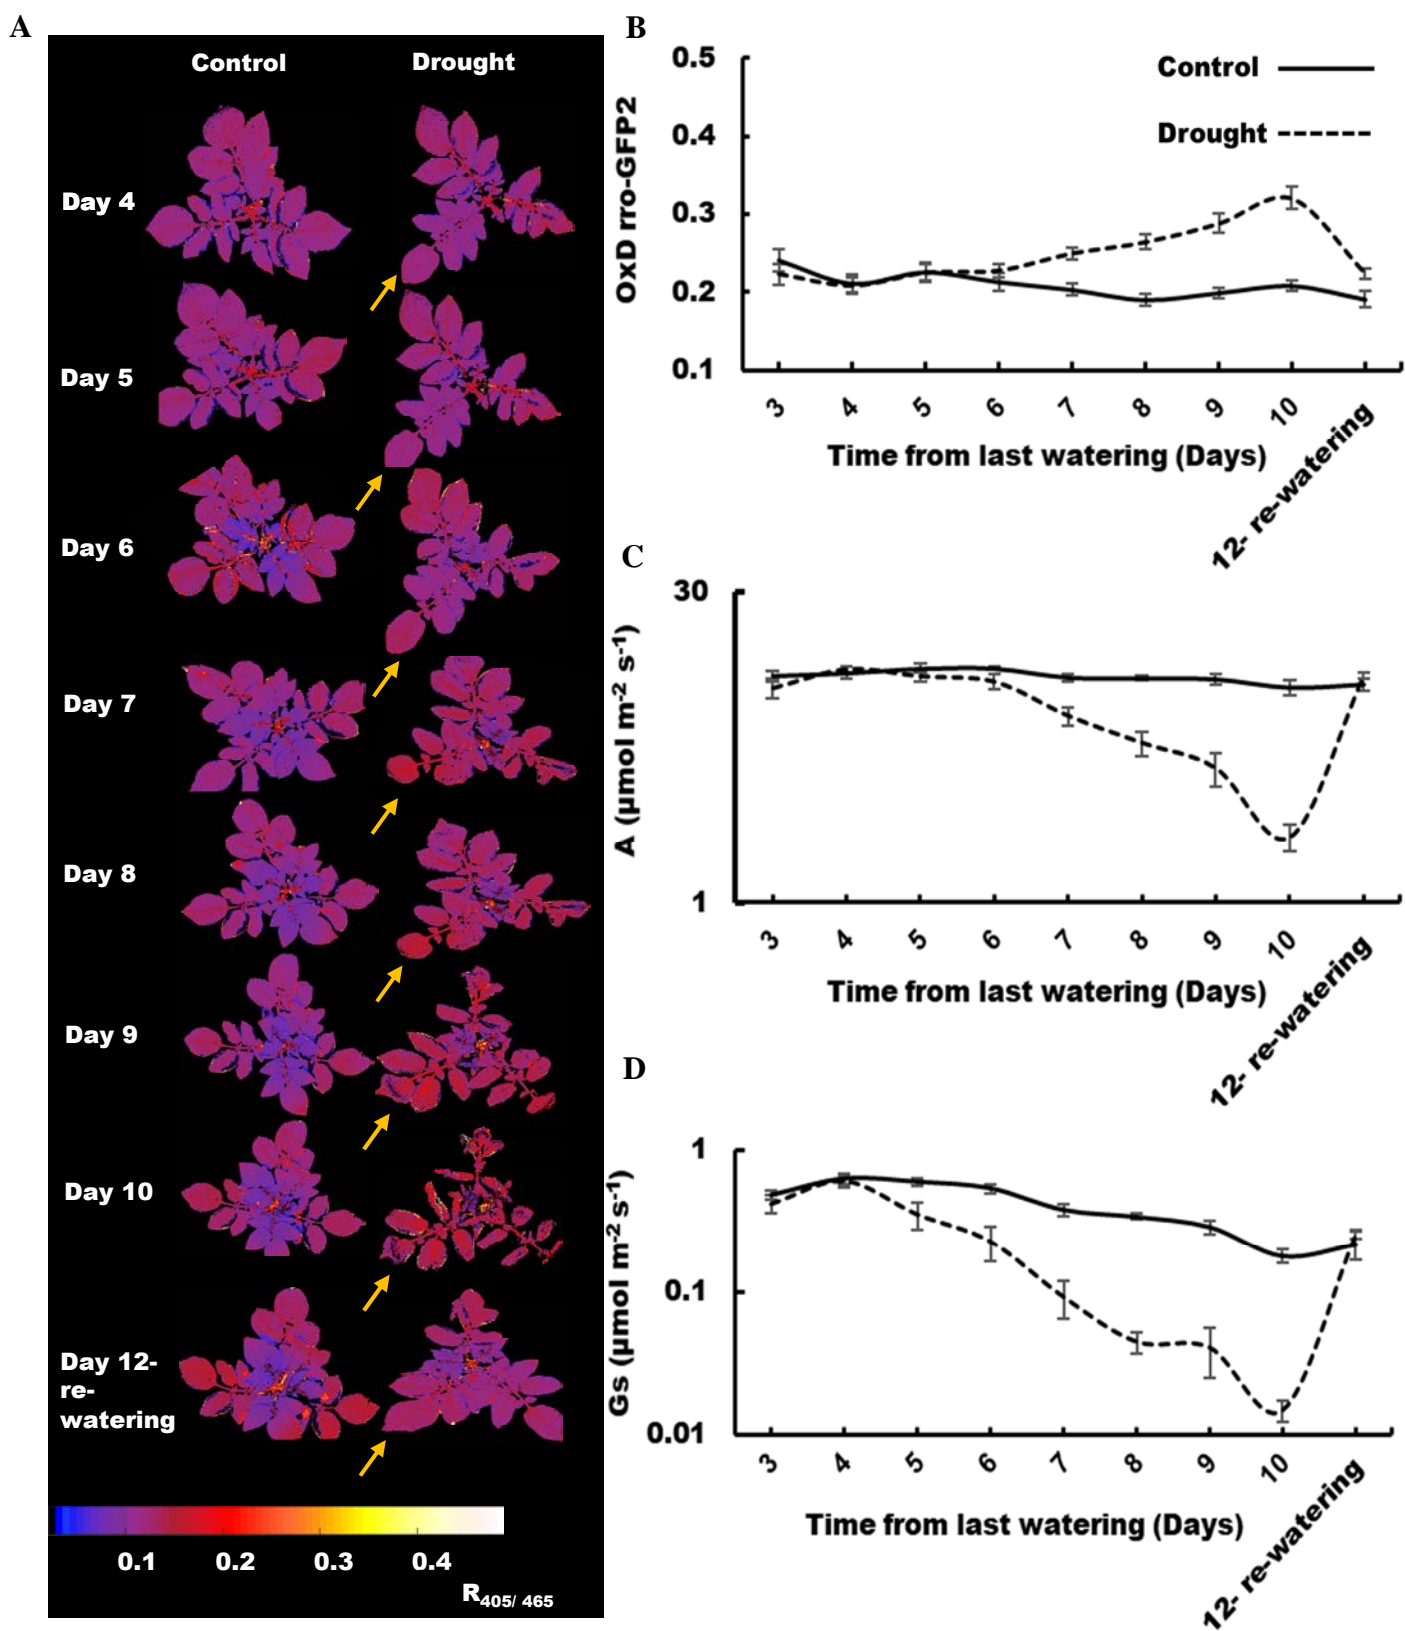 A
Control
Drought
Day 4
Day 5
Day 6
Day 7
Day 8
Day 9
Day 10
Day 12-
re-
watering
0.1
0.2
0.3
0.4
R405/ 465
B
OxD rro-GFP2
0.5
0.4
0.3
0.2
0.1
Control
Drought
3
4
5
6
7
8
9
10
12- re-watering
Time from last watering (Days)
C
A (µmol m-2 s-1)
30
1
3
4
5
6
7
8
9
10
12- re-watering
Time from last watering (Days)
D
Gs (µmol m-2 s-1)
1
0.1
0.01
3
4
5
6
7
8
9
10
12- re-watering
Time from last watering (Days)